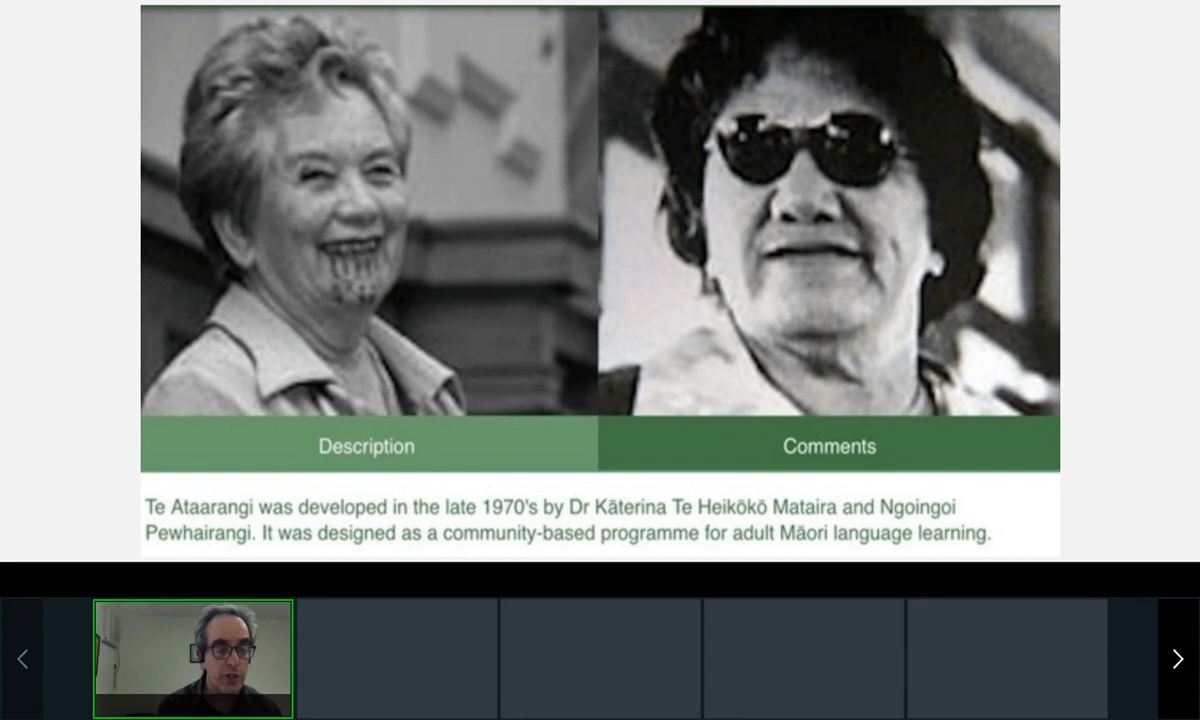 Description
Comments
Te Ataarangi was developed in the late 1970's by Dr Kāterina Te Heikōkō Mataira and Ngoingoi
Pewhairangi. It was designed as a community-based programme for adult Māori language learning.